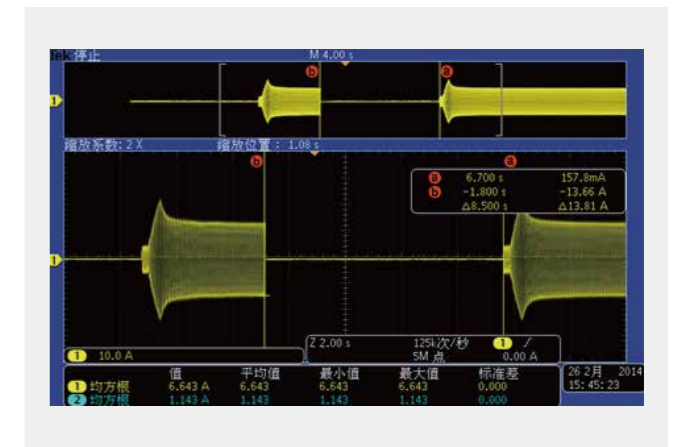 Tek 停止 M 4.00 s
b a
1
缩放系数: 2 X 缩放位置: 1.08 s
b a
a 6.700 s 157.8mA
b -1.800 s -13.66 A
Δ8.500 s Δ13.81 A
1
1 10.0 A
Z 2.00 s 125k次/秒 1 /
5M 点 0.00 A
值 平均值 最小值 最大值 标准差
1 均方根 6.643 A 6.643 6.643 6.643 0.000
2 均方根 1.143 A 1.143 1.143 1.143 0.000
26 2月 2014
15: 45: 23